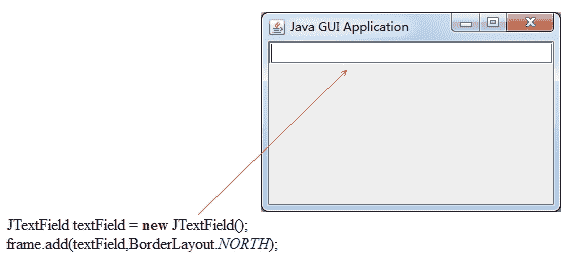 Java GUI Application
JTextField textField = new JTextField();
frame.add(textField,BorderLayout.NORTH);